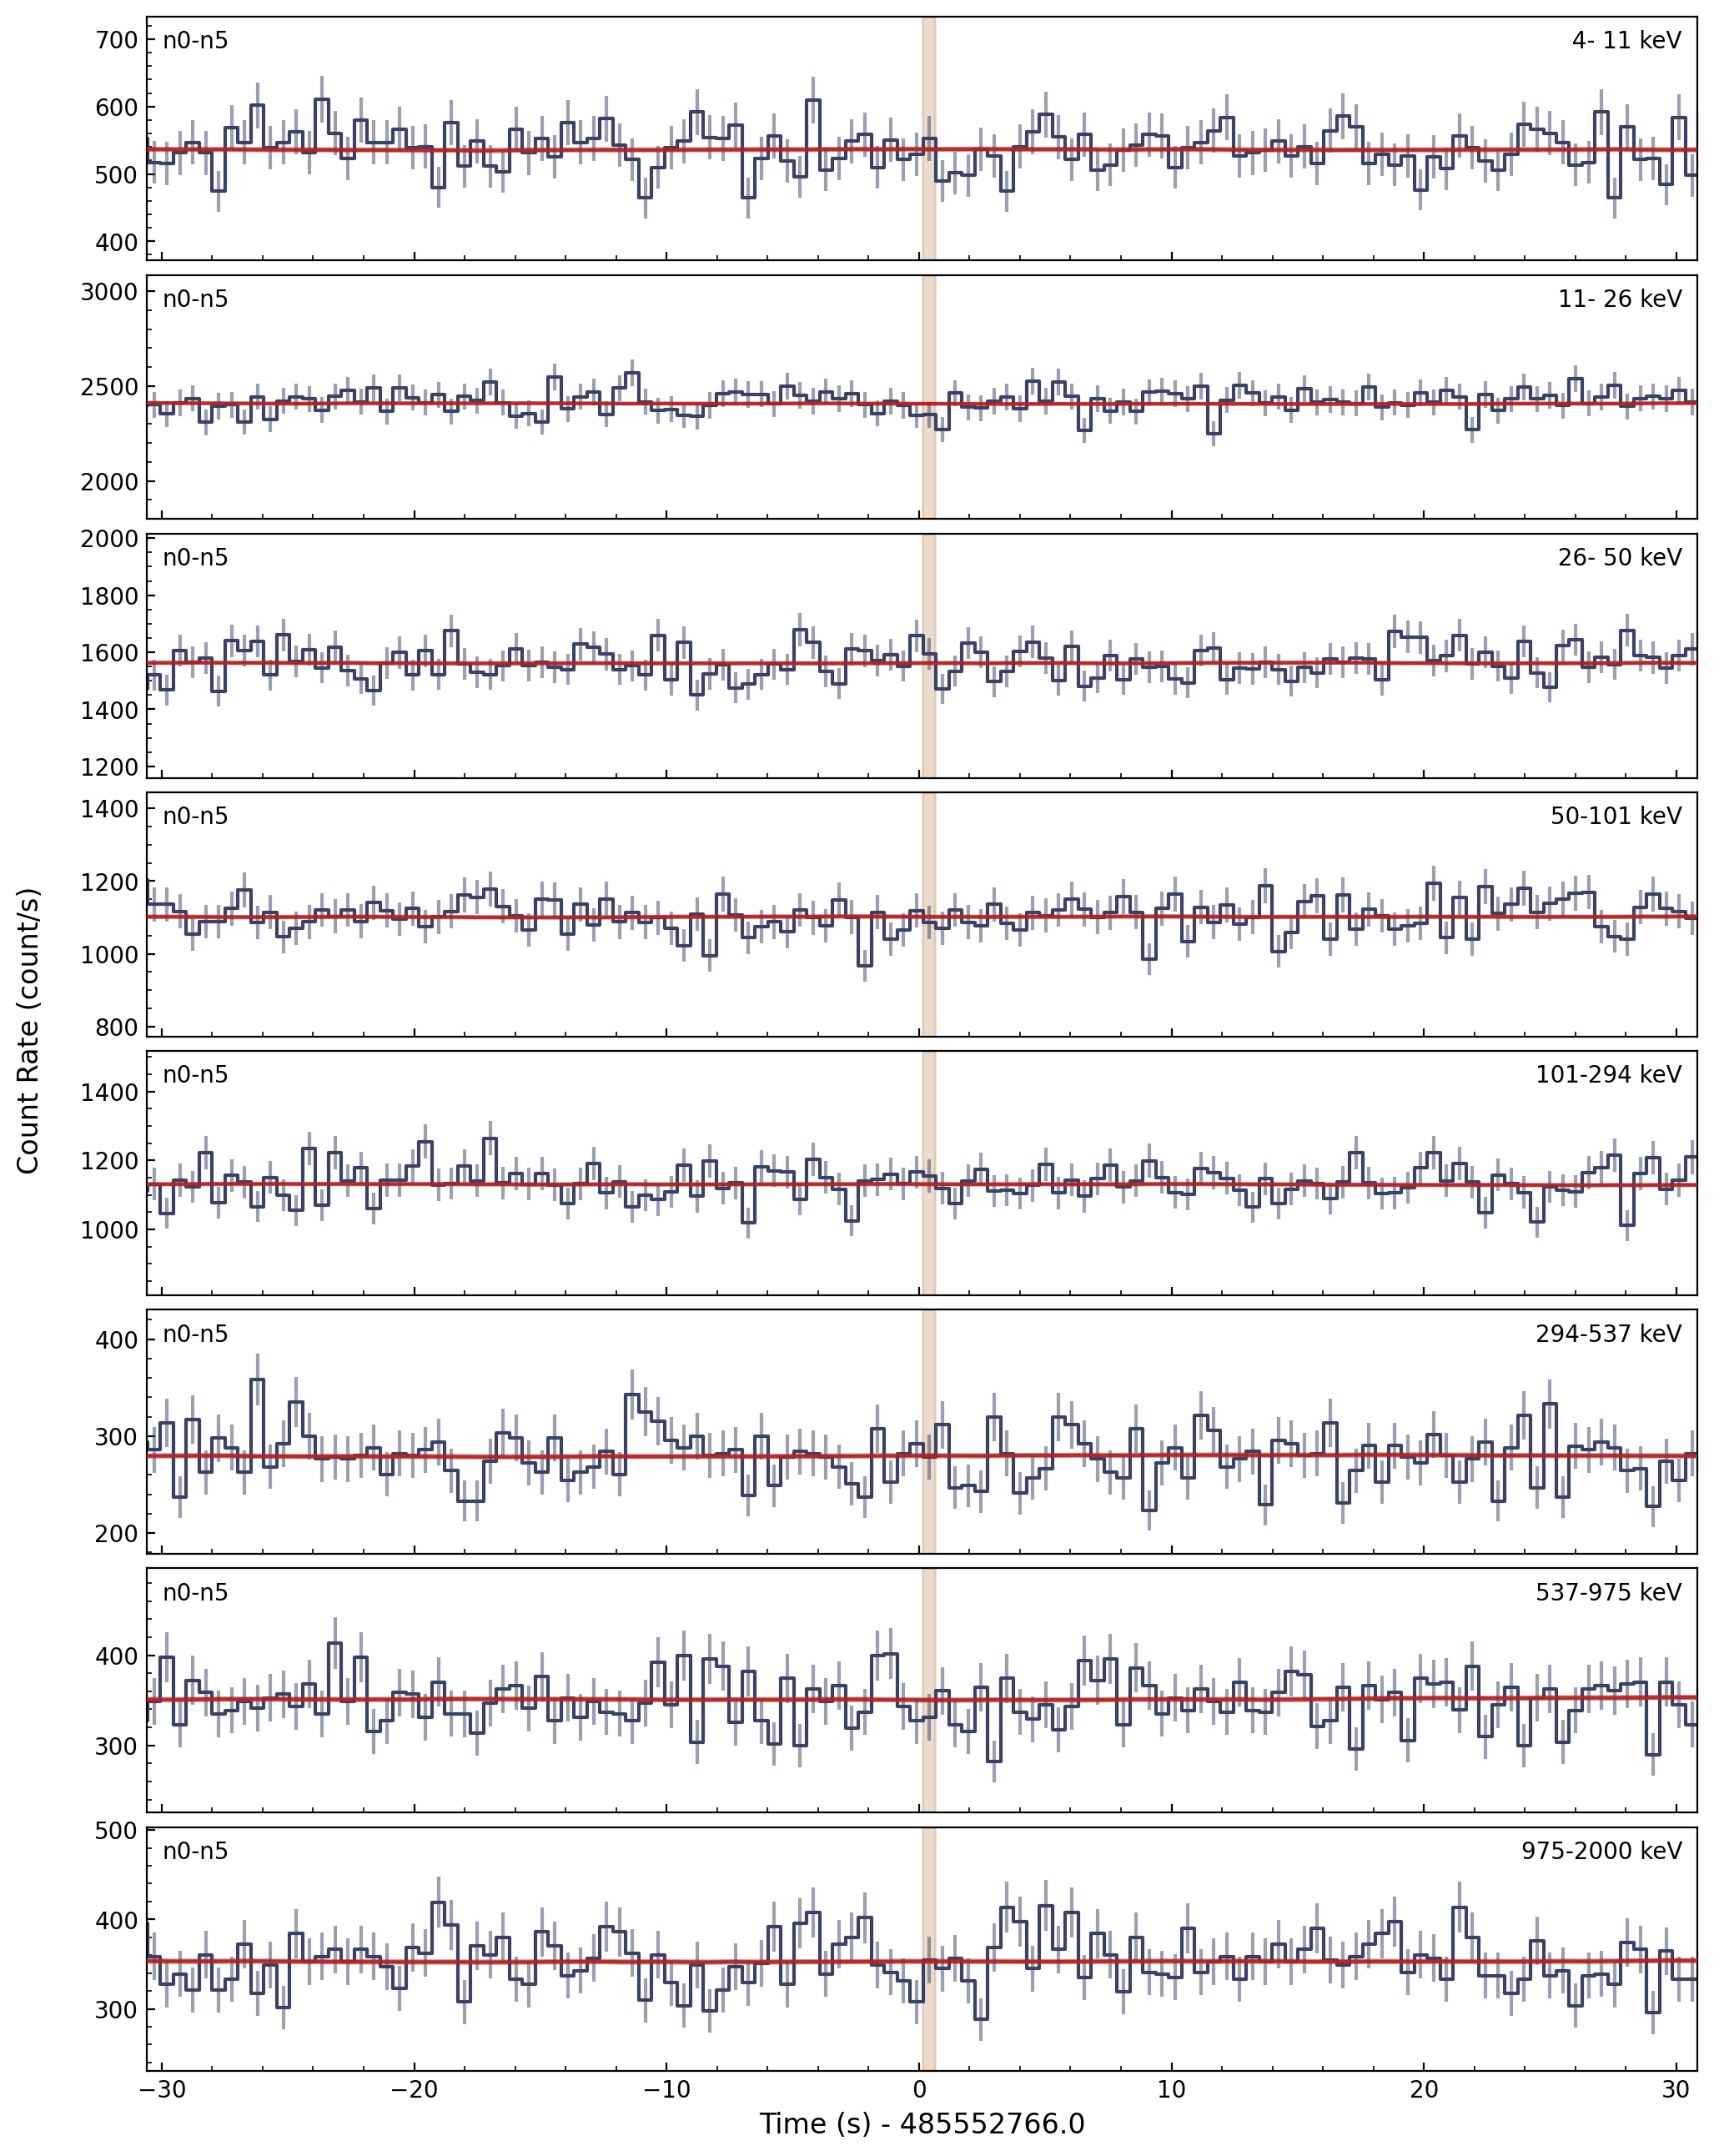 n0-n5 4- 11 keV
700
600
500
400
n0-n5 11- 26 keV
3000
2500
2000
n0-n5 26- 50 keV
2000
1800
1600
1400
1200
n0-n5 50-101 keV
1400
1200
1000
800
n0-n5 101-294 keV
1400
1200
1000
n0-n5 294-537 keV
400
300
200
n0-n5 537-975 keV
400
300
n0-n5 975-2000 keV
500
400
300
−30 −20 −10 0 10 20 30
Time (s) - 485552766.0
Count Rate (count/s)